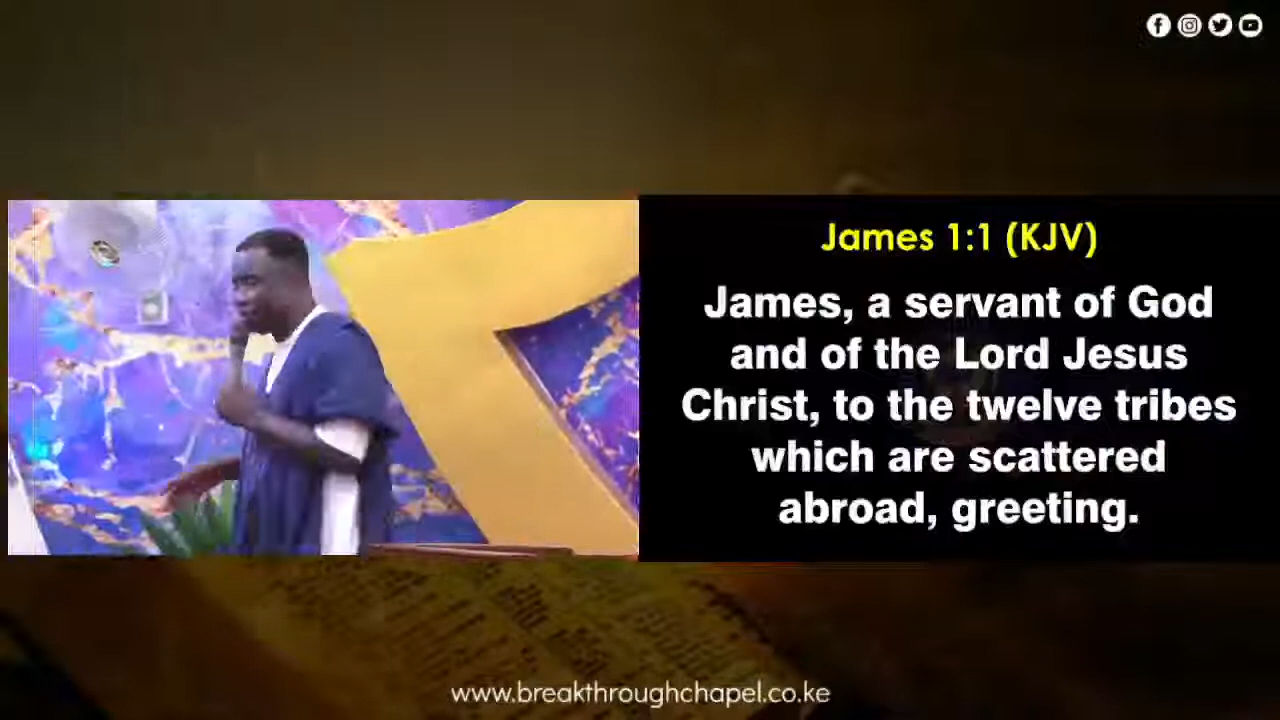 James 1:1 (KJV)
James, a servant of God
and of the Lord Jesus
Christ, to the twelve tribes
which are scattered
abroad, greeting.
www.breakthroughchapel.co.ke